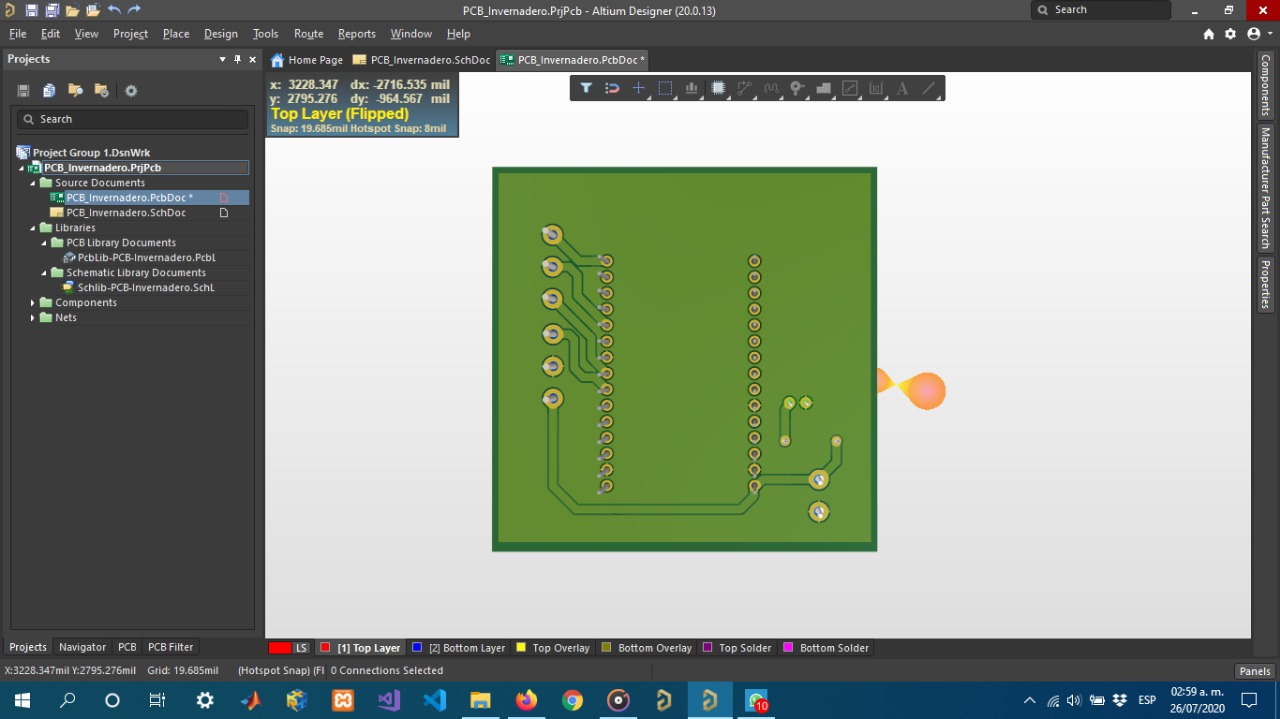 PCB_Invernadero.PrjPcb - Altium Designer (20.0.13)
Search
File Edit View Project Place Design Tools Route Reports Window Help
Projects
Home Page PCB_Invernadero.SchDoc PCB_Invernadero.PcbDoc *
x: 3228.347 dx: -2716.535 mil
y: 2795.276 dy: -964.567 mil
Top Layer (Flipped)
Snap: 19.685mil Hotspot Snap: 8mil
Search
Project Group 1.DsnWrk
PCB_Invernadero.PrjPcb
Source Documents
PCB_Invernadero.PcbDoc *
PCB_Invernadero.SchDoc
Libraries
PCB Library Documents
PcbLib-PCB-Invernadero.PcbL
Schematic Library Documents
Schlib-PCB-Invernadero.SchL
Components
Nets
Components
Manufacturer Part Search
Properties
Projects Navigator PCB PCB Filter
LS [1] Top Layer [2] Bottom Layer Top Overlay Bottom Overlay Top Solder Bottom Solder
X:3228.347mil Y:2795.276mil Grid: 19.685mil (Hotspot Snap) (Fl 0 Connections Selected
Panels
10
ESP
02:59 a. m.
26/07/2020